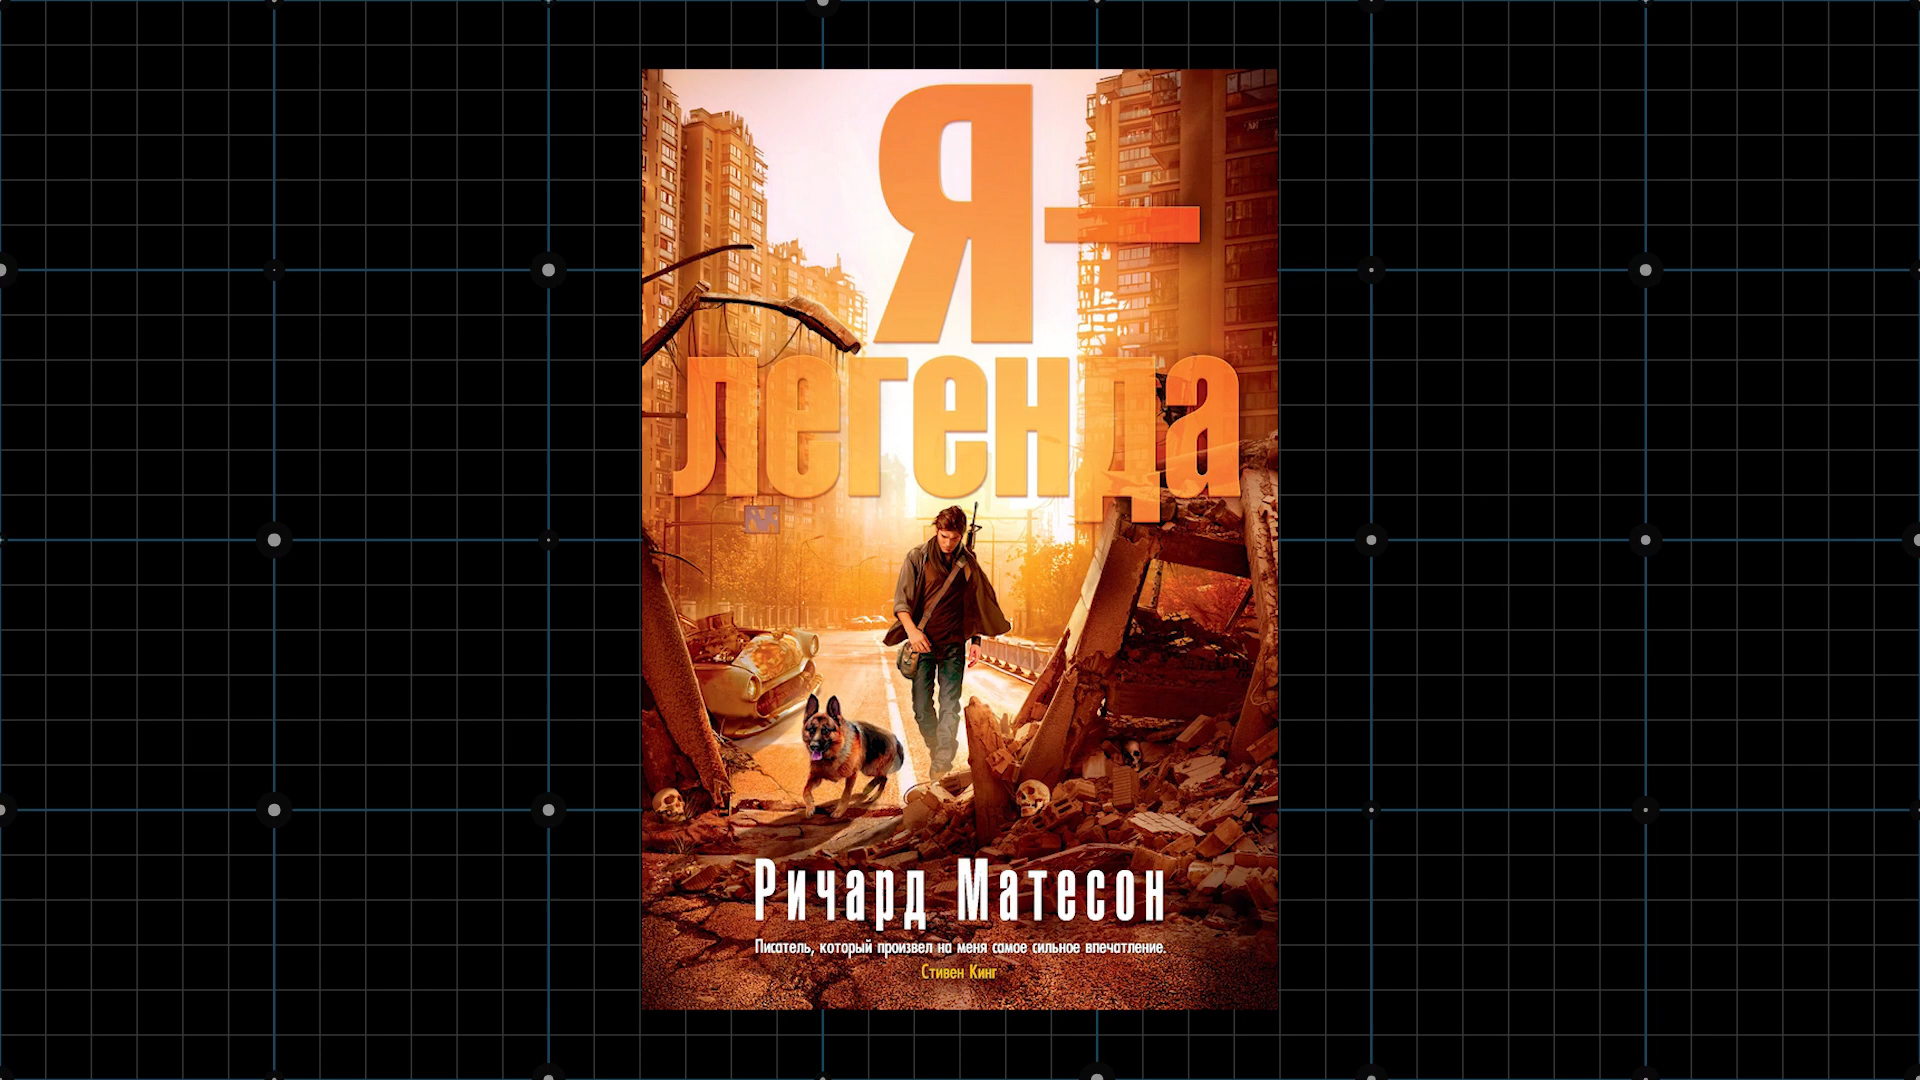 Я–
легенда
Ричард Матесон
Писатель, который произвел на меня самое сильное впечатление.
Стивен Кинг